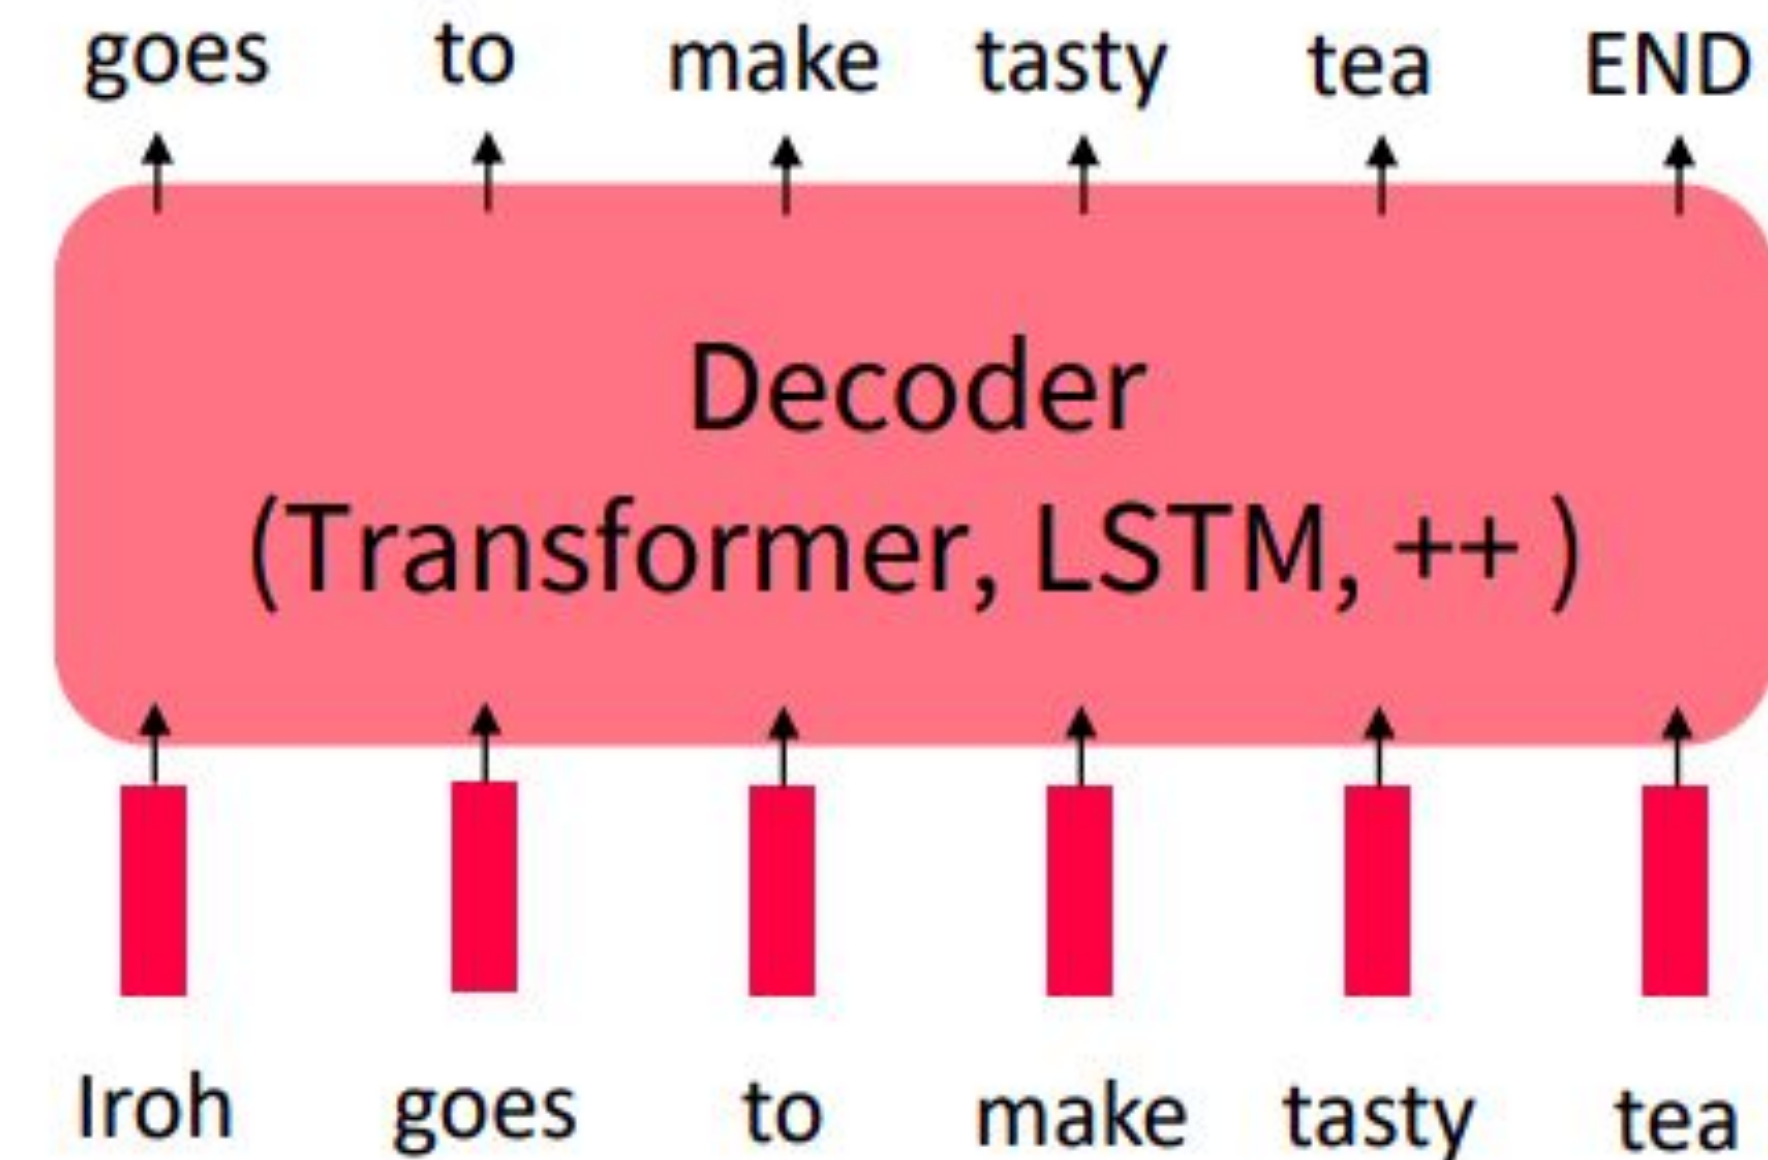 goes to make tasty tea END
Decoder
(Transformer, LSTM, ++ )
Iroh goes to make tasty tea